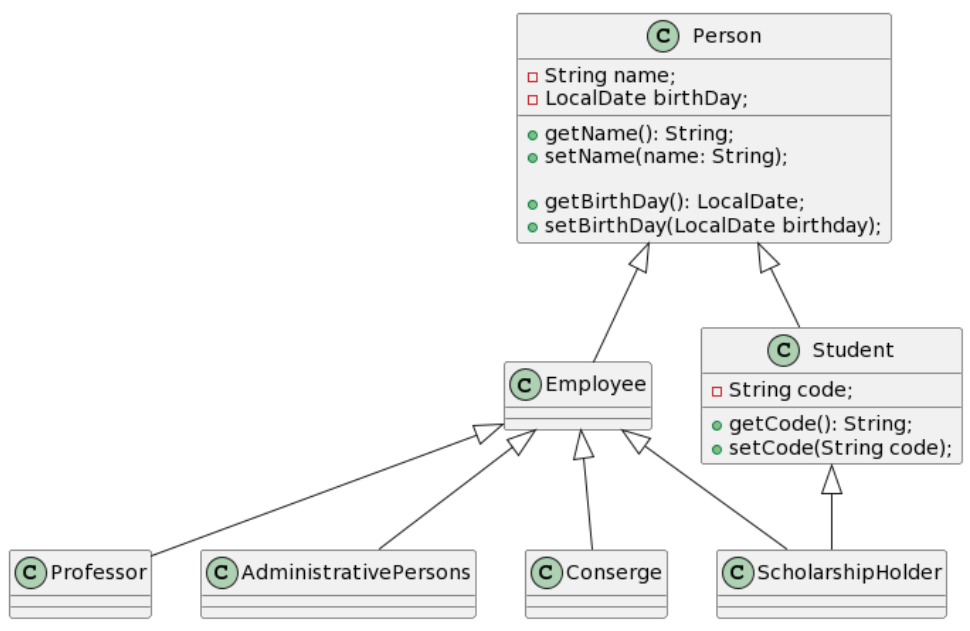 C Person
String name;
LocalDate birthDay;
getName(): String;
setName(name: String);
getBirthDay(): LocalDate;
setBirthDay(LocalDate birthday);
C Employee
C Student
String code;
getCode(): String;
setCode(String code);
C Professor
C AdministrativePersons
C Conserge
C ScholarshipHolder